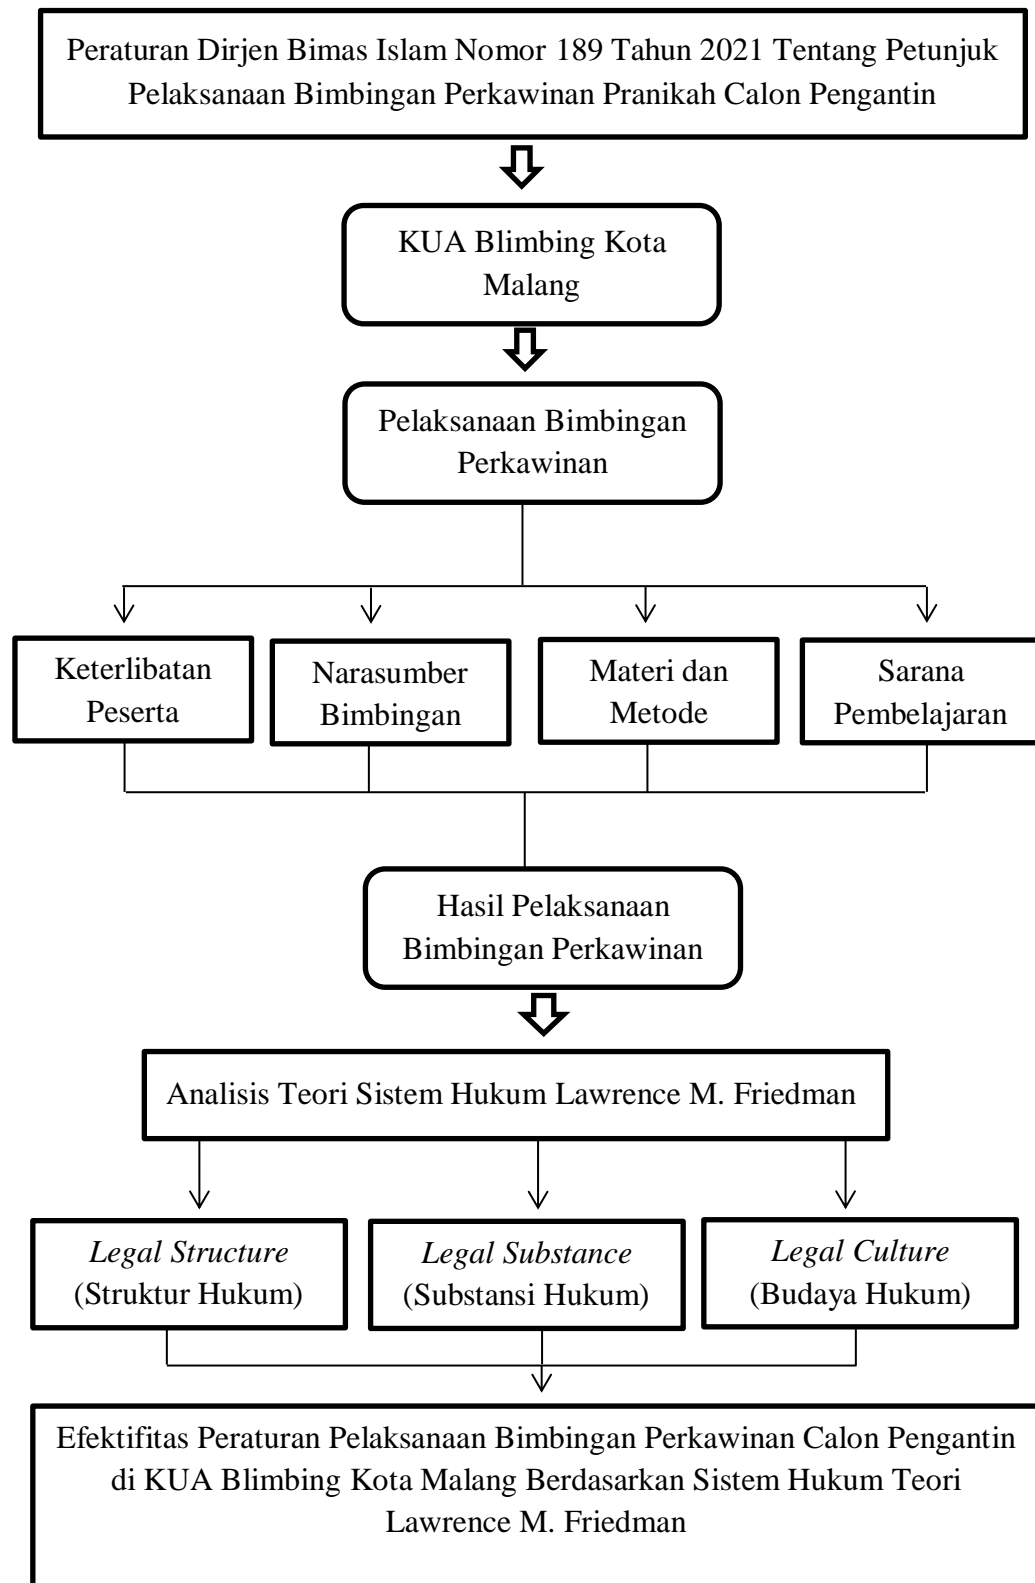 Peraturan Dirjen Bimas Islam Nomor 189 Tahun 2021 Tentang Petunjuk
Pelaksanaan Bimbingan Perkawinan Pranikah Calon Pengantin
KUA Blimbing Kota
Malang
Pelaksanaan Bimbingan
Perkawinan
Keterlibatan
Peserta
Narasumber
Bimbingan
Materi dan
Metode
Sarana
Pembelajaran
Hasil Pelaksanaan
Bimbingan Perkawinan
Analisis Teori Sistem Hukum Lawrence M. Friedman
Legal Structure
(Struktur Hukum)
Legal Substance
(Substansi Hukum)
Legal Culture
(Budaya Hukum)
Efektifitas Peraturan Pelaksanaan Bimbingan Perkawinan Calon Pengantin
di KUA Blimbing Kota Malang Berdasarkan Sistem Hukum Teori
Lawrence M. Friedman